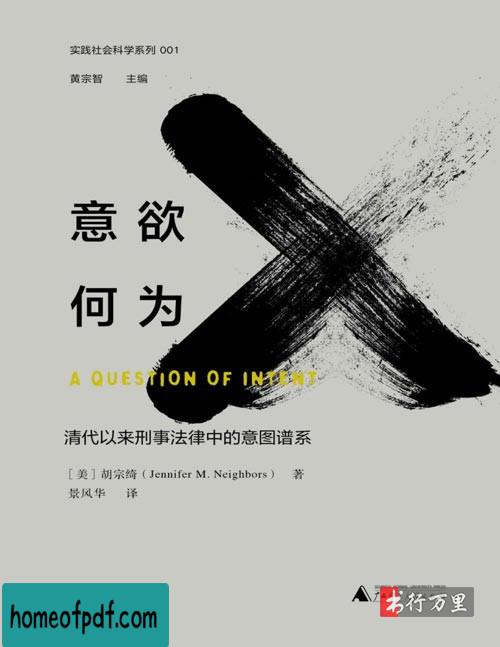 实践社会科学系列 001
黄宗智 主编
意欲
何为
A QUESTION OF INTENT
清代以来刑事法律中的意图谱系
［美］胡宗绮（Jennifer M. Neighbors） 著
景风华 译
homeofpdf.com
书行万里